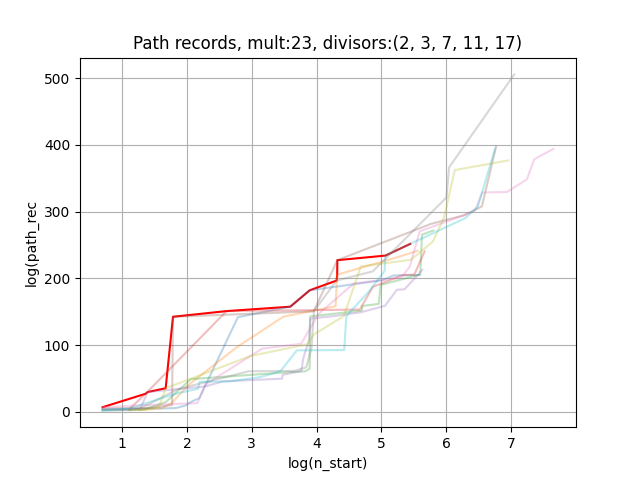 Path records, mult:23, divisors:(2, 3, 7, 11, 17)
500
400
300
200
100
0
log(path_rec
1 2 3 4 5 6 7
log(n_start)